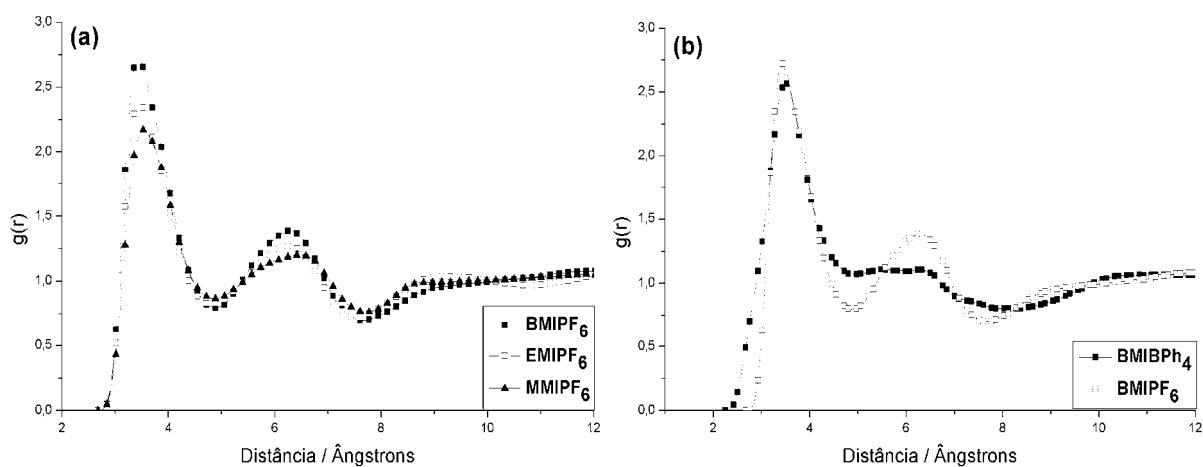 (a)
3,0
2,5
2,0
1,5
1,0
0,5
0,0
g(r)
2 4 6 8 10 12
Distância / Ângstrons
BMIPF6
EMIPF6
MMIPF6
(b)
3,0
2,5
2,0
1,5
1,0
0,5
0,0
g(r)
2 4 6 8 10 12
Distância / Ângstrons
BMIBPh4
BMIPF6